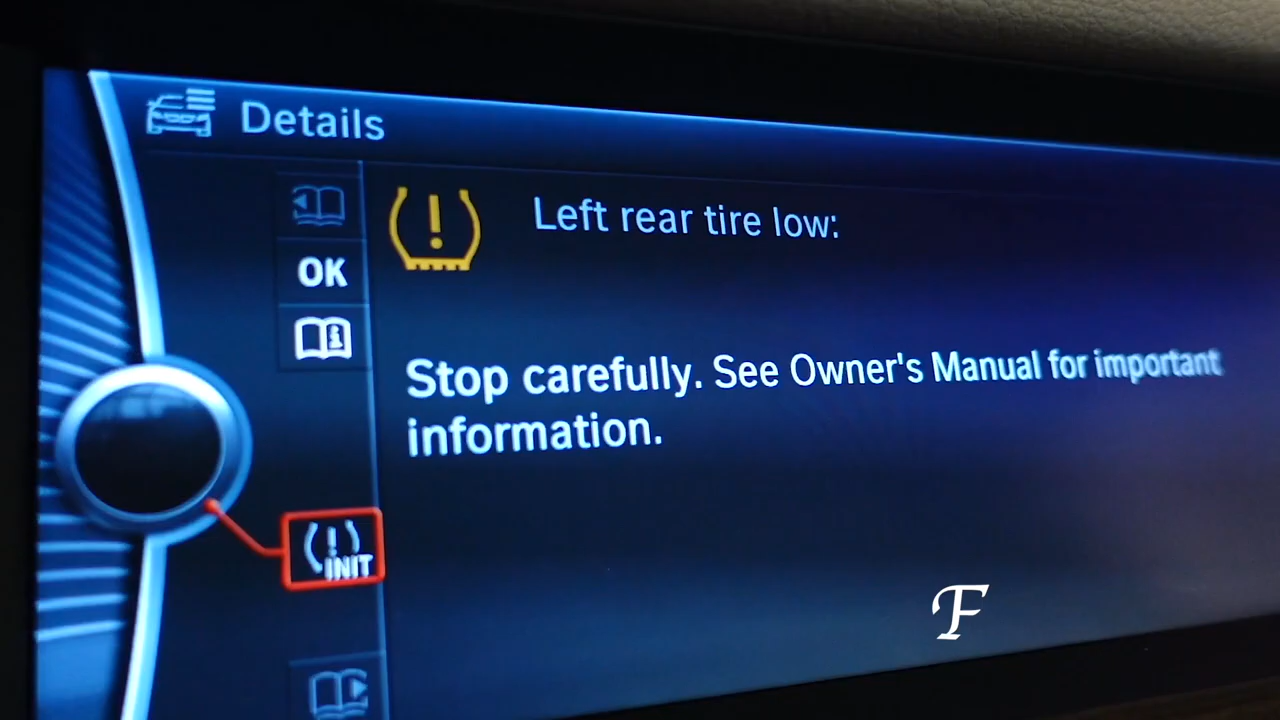 Details
Left rear tire low:
OK
Stop carefully. See Owner's Manual for important
information.
INIT
F